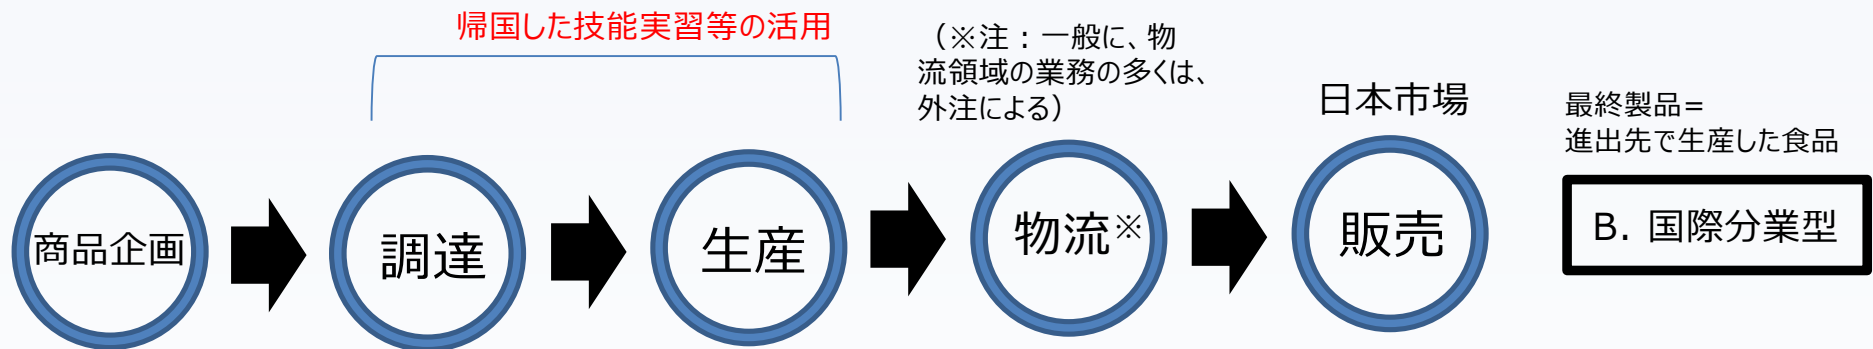 帰国した技能実習等の活用
（※注：一般に、物
流領域の業務の多くは、
外注による）
日本市場
最終製品=
進出先で生産した食品
商品企画
調達
生産
物流※
販売
B. 国際分業型